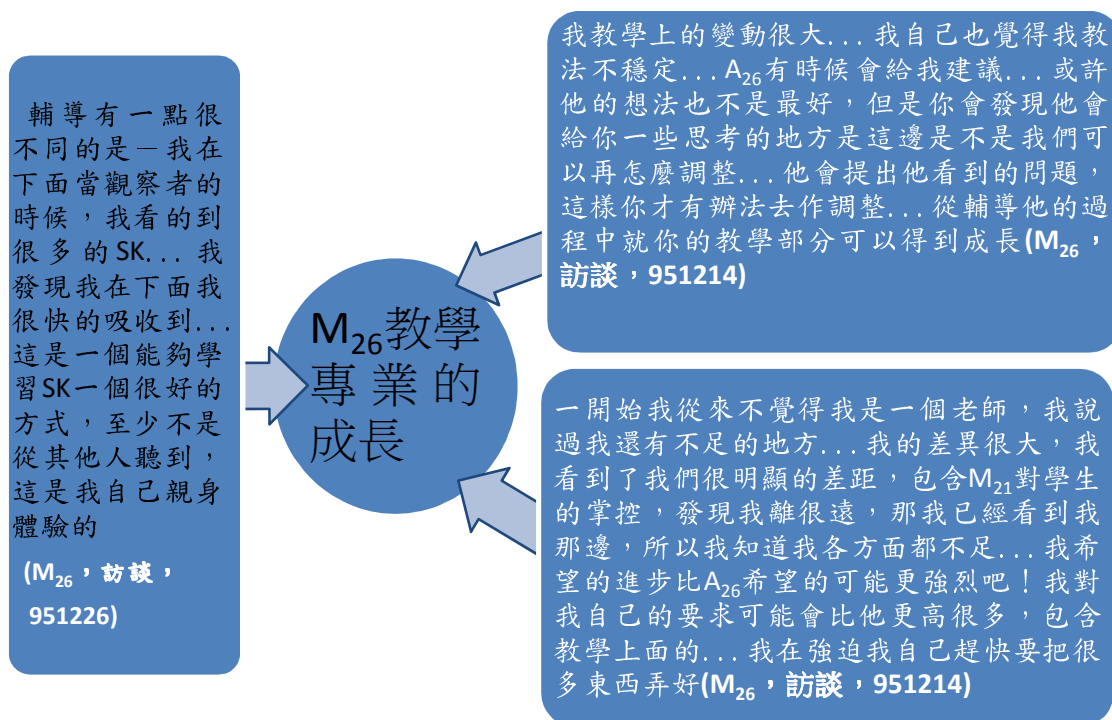 輔導有一點很
不同的是－我在
下面當觀察者的
時候，我看的到
很多的SK...我
發現我在下面我
很快的吸收到...
這是一個能夠學
習SK一個很好的
方式，至少不是
從其他人聽到，
這是我自己親身
體驗的
(M26，訪談，
951226)
M26教學
專業的
成長
我教學上的變動很大...我自己也覺得我教
法不穩定...A26有時候會給我建議...或許
他的想法也不是最好，但是你會發現他會
給你一些思考的地方是這邊是不是我們可
以再怎麼調整...他會提出他看到的問題，
這樣你才有辦法去作調整...從輔導他的過
程中就你的教學部分可以得到成長(M26，
訪談，951214)
一開始我從來不覺得我是一個老師，我說
過我還有不足的地方...我的差異很大，我
看到了我們很明顯的差距，包含M21對學生
的掌控，發現我離很遠，那我已經看到我
那邊，所以我知道我各方面都不足...我希
望的進步比A26希望的可能更強烈吧！我對
我自己的要求可能會比他更高很多，包含
教學上面的...我在強迫我自己趕快要把很
多東西弄好(M26，訪談，951214)